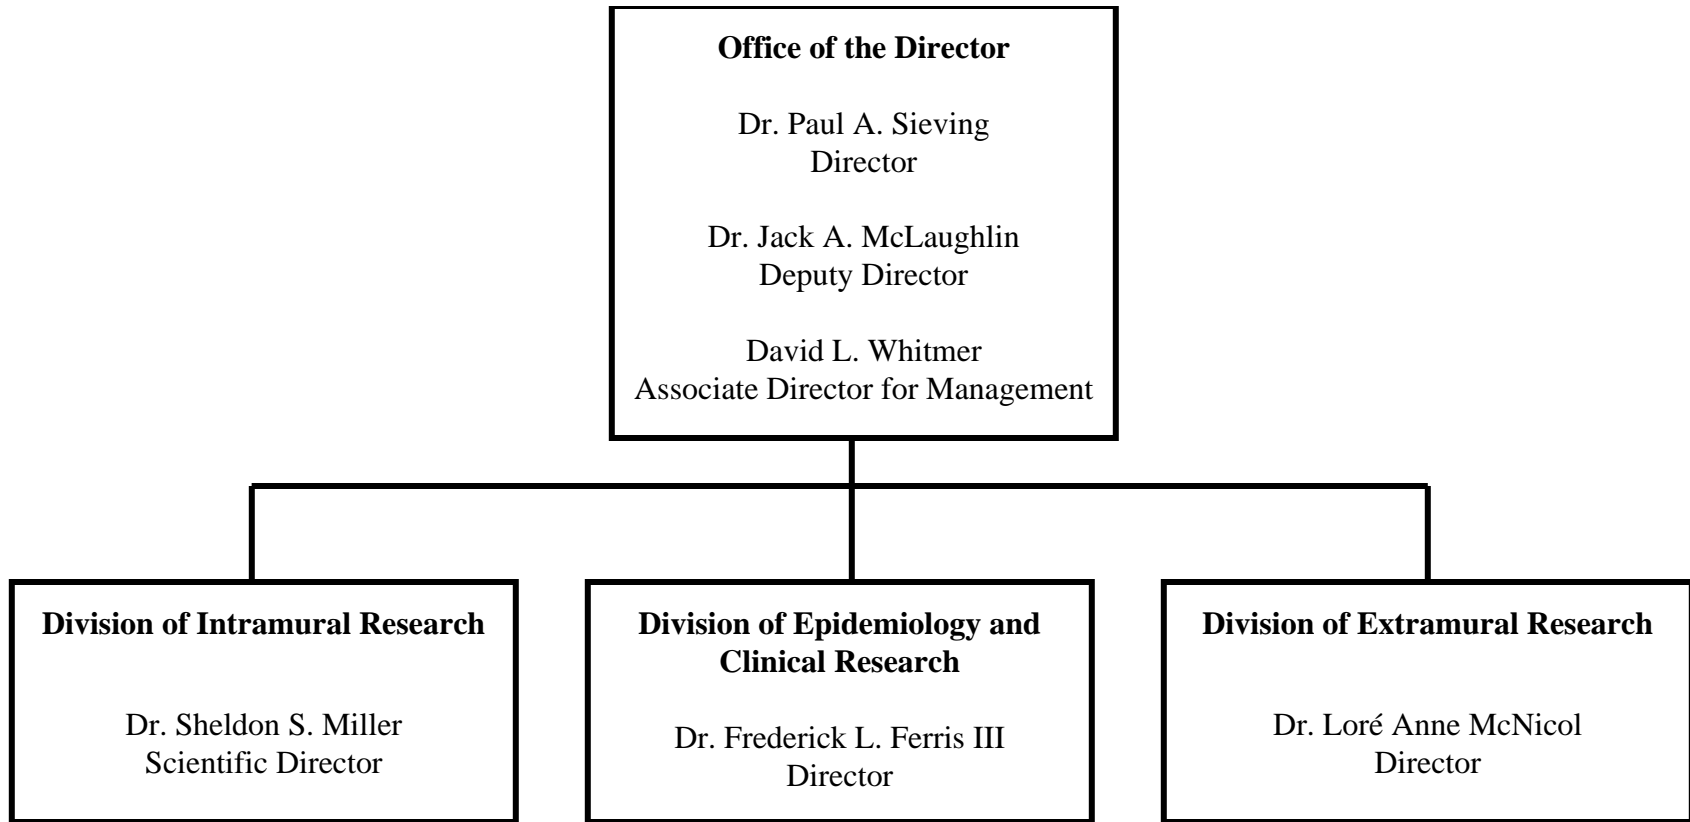 Office of the Director
Dr. Paul A. Sieving
Director
Dr. Jack A. McLaughlin
Deputy Director
David L. Whitmer
Associate Director for Management
Division of Intramural Research
Dr. Sheldon S. Miller
Scientific Director
Division of Epidemiology and
Clinical Research
Dr. Frederick L. Ferris III
Director
Division of Extramural Research
Dr. Loré Anne McNicol
Director